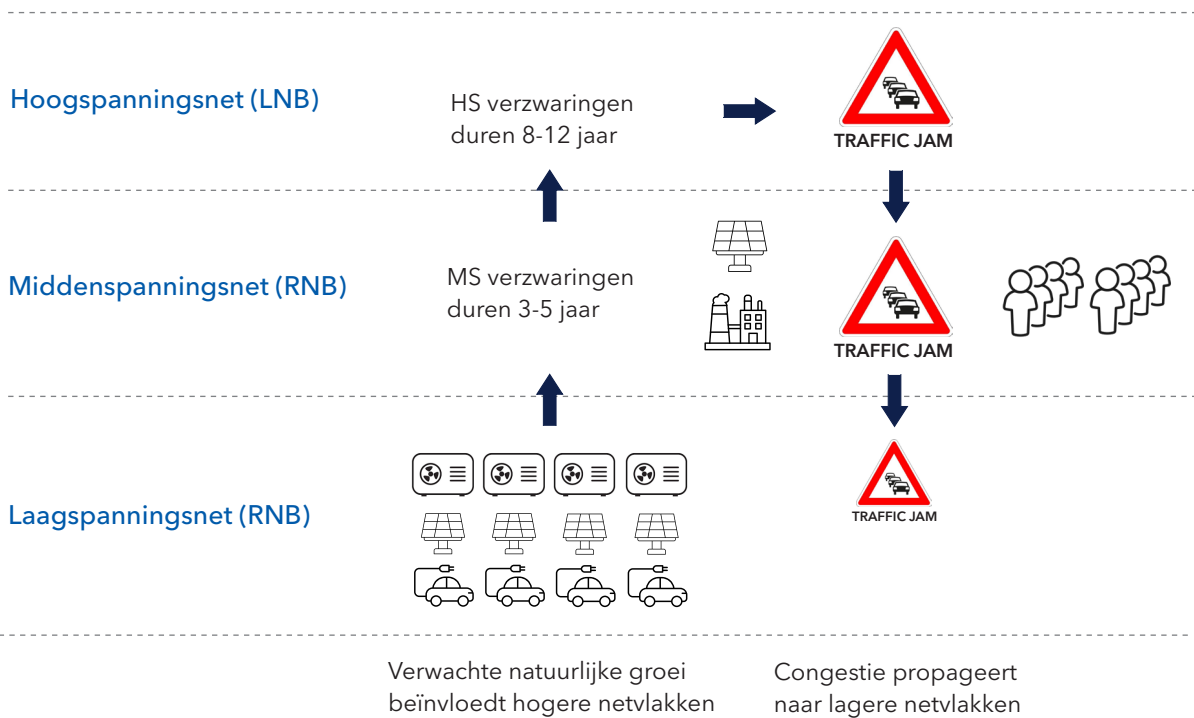 Hoogspanningsnet (LNB)
HS verzwaringen
duren 8-12 jaar
TRAFFIC JAM
Middenspanningsnet (RNB)
MS verzwaringen
duren 3-5 jaar
TRAFFIC JAM
Laagspanningsnet (RNB)
TRAFFIC JAM
Verwachte natuurlijke groei
beïnvloedt hogere netvlakken
Congestie propageert
naar lagere netvlakken